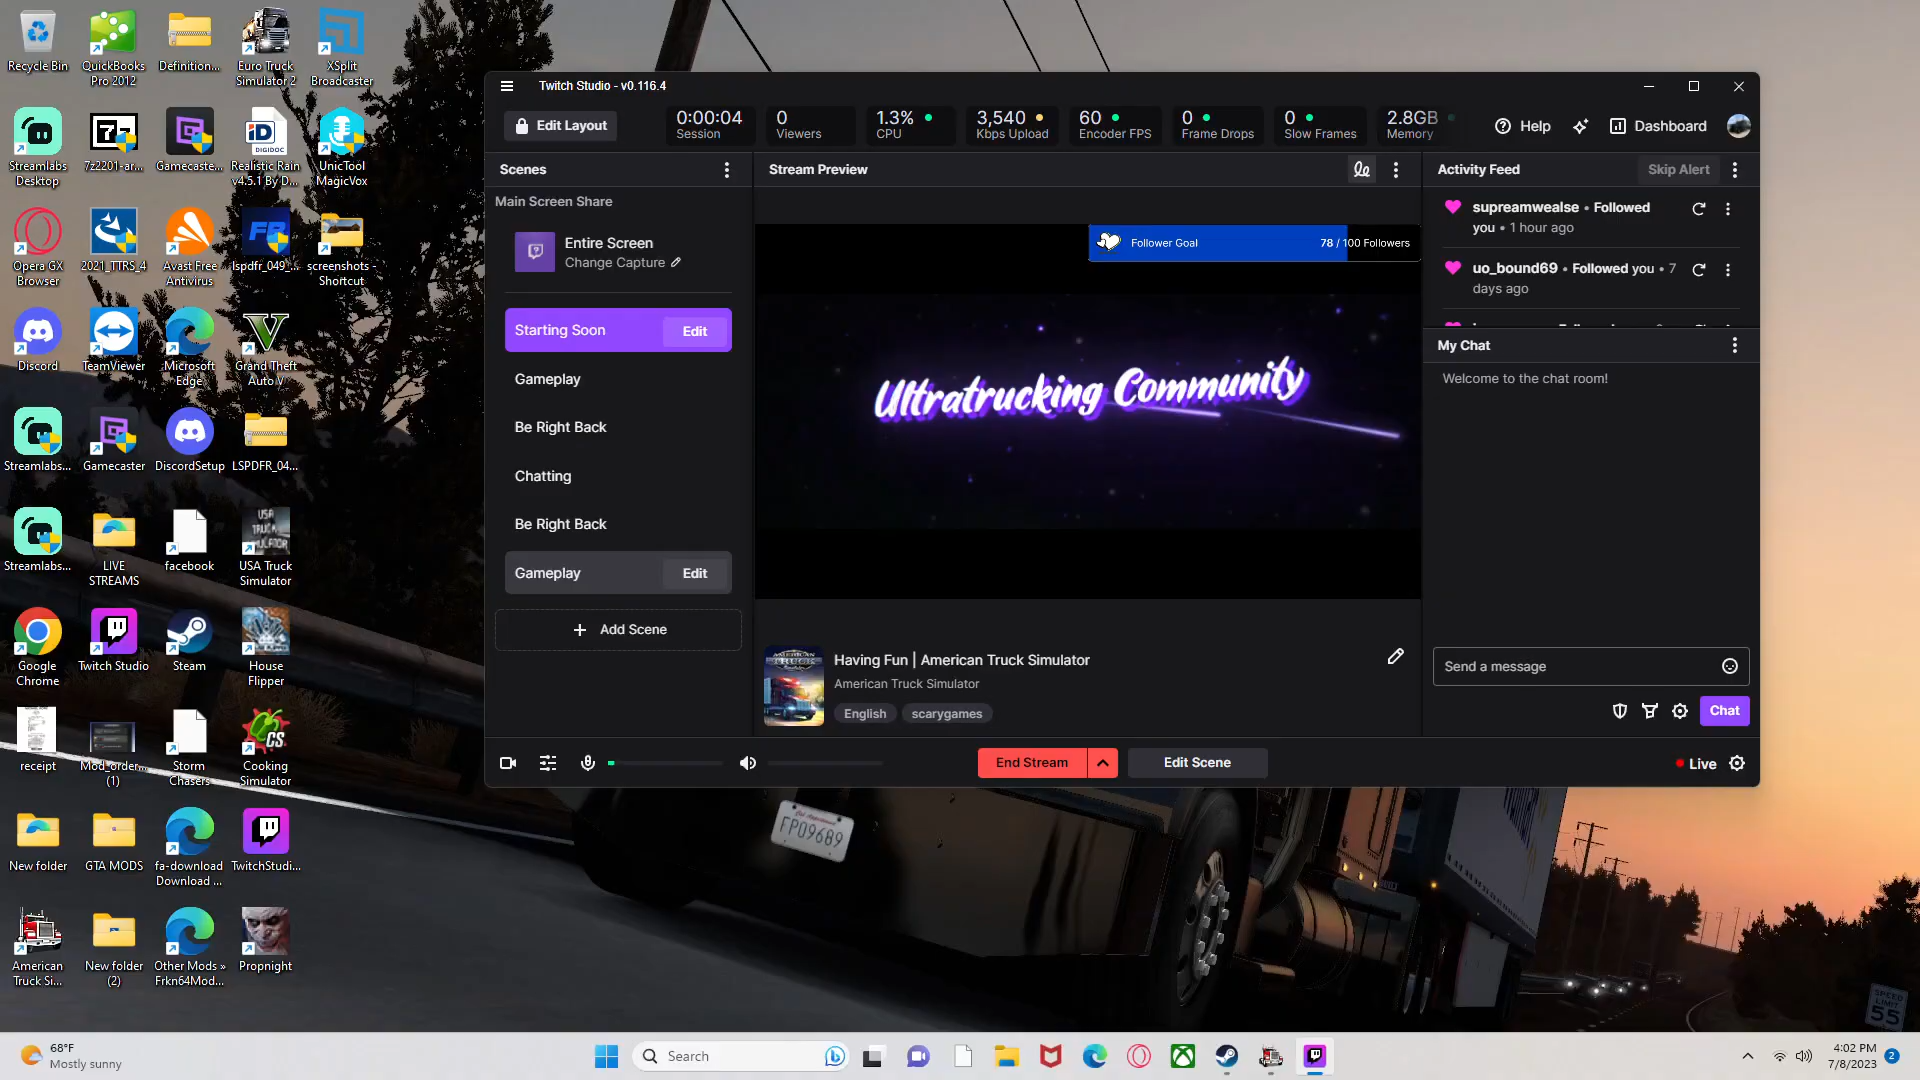 Recycle Bin
QuickBooks
Pro 2012
Definition...
Euro Truck
Simulator 2
XSplit
Broadcaster
Streamlabs
Desktop
7z2201-ar...
Gamecaste...
Realistic Rain
v4.5.1 By D...
UnicTool
MagicVox
Opera GX
Browser
2021_TTRS_4
Avast Free
Antivirus
lspdfr_049_...
screenshots -
Shortcut
Discord
TeamViewer
Microsoft
Edge
Grand Theft
Auto V
Streamlabs...
Gamecaster
DiscordSetup
LSPDFR_04...
Streamlabs...
LIVE
STREAMS
facebook
USA Truck
Simulator
Google
Chrome
Twitch Studio
Steam
House
Flipper
receipt
Mod_order...
(1)
Storm
Chasers
Cooking
Simulator
New folder
GTA MODS
fa-download
Download ...
TwitchStudi...
American
Truck Si...
New folder
(2)
Other Mods »
Frkn64Mod...
Propnight
Twitch Studio - v0.116.4
Edit Layout
0:00:04
Session
0
Viewers
1.3%
CPU
3,540
Kbps Upload
60
Encoder FPS
0
Frame Drops
0
Slow Frames
2.8GB
Memory
Help
Dashboard
Scenes
Main Screen Share
Entire Screen
Change Capture
Starting Soon
Edit
Gameplay
Be Right Back
Chatting
Be Right Back
Gameplay
Edit
Add Scene
Stream Preview
Follower Goal
78 / 100 Followers
Ultratrucking Community
Having Fun | American Truck Simulator
American Truck Simulator
English
scarygames
Activity Feed
Skip Alert
supreamwealse • Followed
you • 1 hour ago
uo_bound69 • Followed you • 7
days ago
My Chat
Welcome to the chat room!
Send a message
Chat
End Stream
Edit Scene
Live
FP09689
SPEED
LIMIT
55
68°F
Mostly sunny
Search
4:02 PM
7/8/2023
2